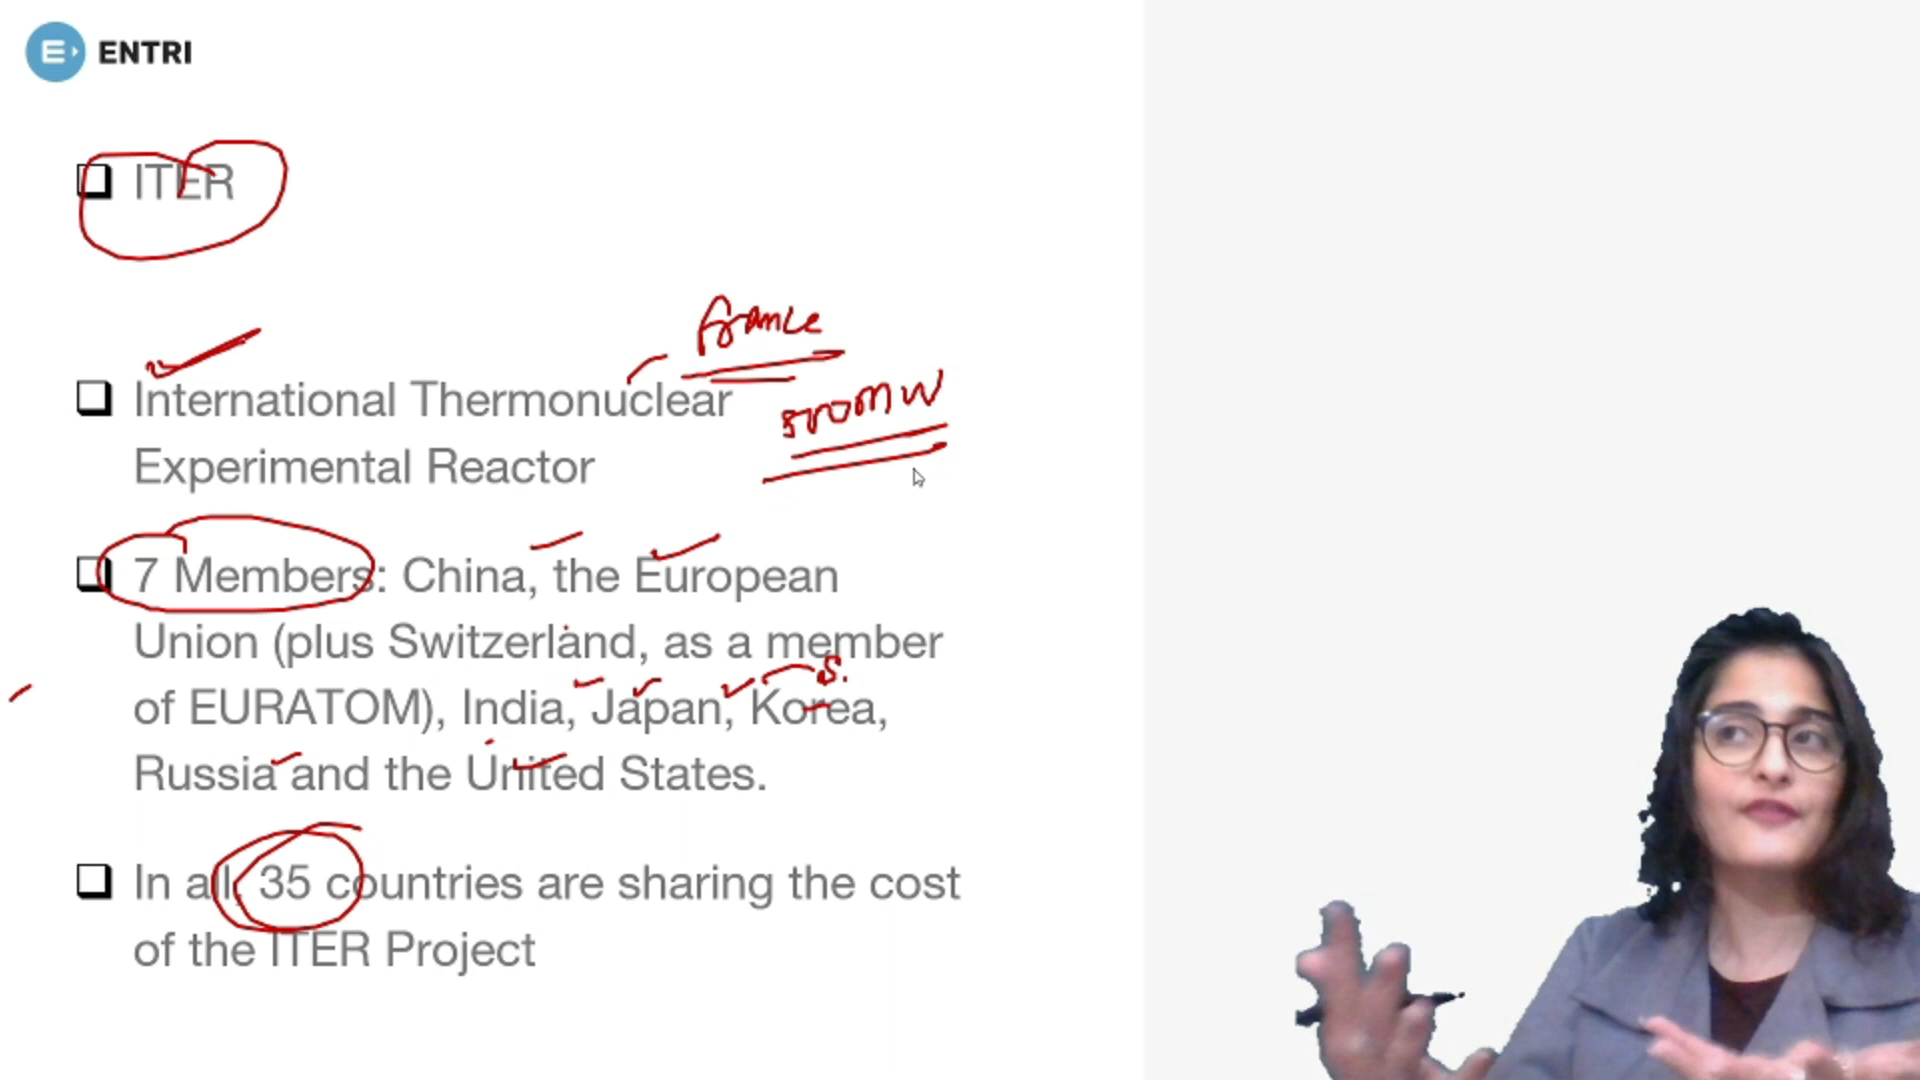 ENTRI
ITER
france
International Thermonuclear
500MW
Experimental Reactor
7 Members: China, the European
Union (plus Switzerland, as a member
S.
of EURATOM), India, Japan, Korea,
Russia and the United States.
In all, 35 countries are sharing the cost
of the ITER Project